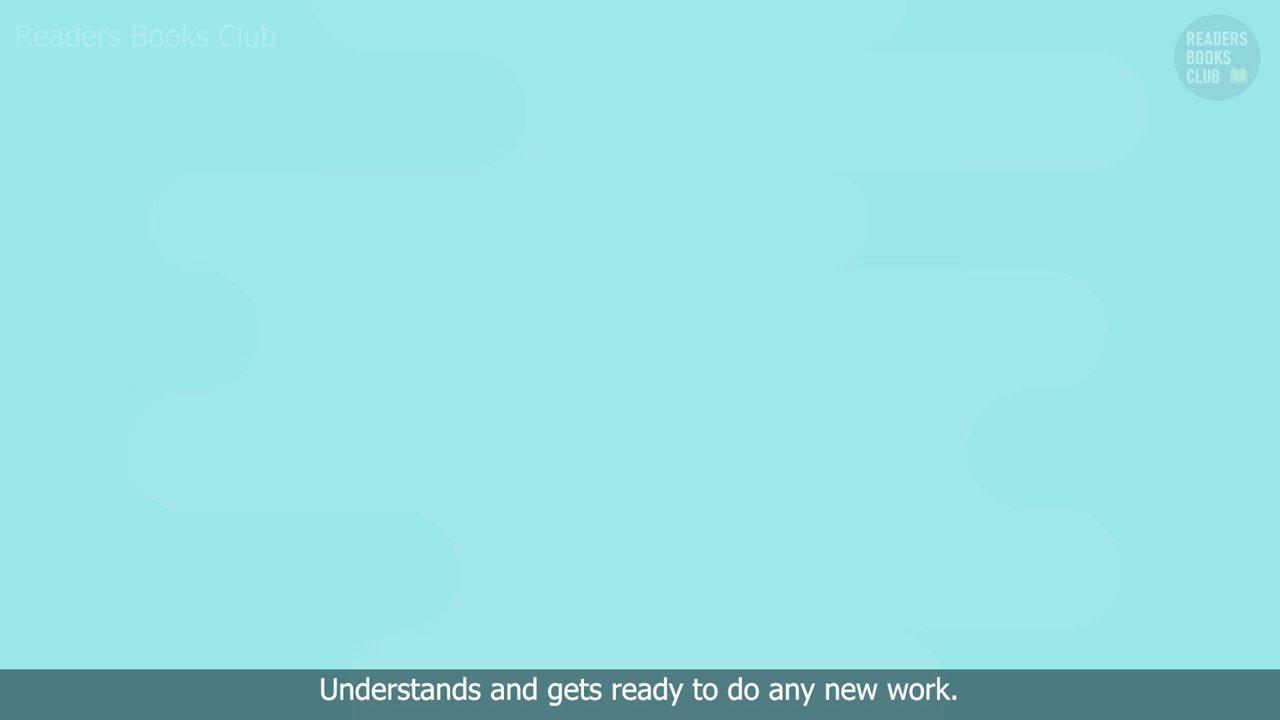 Readers Books Club
READERS
BOOKS
CLUB
Understands and gets ready to do any new work.